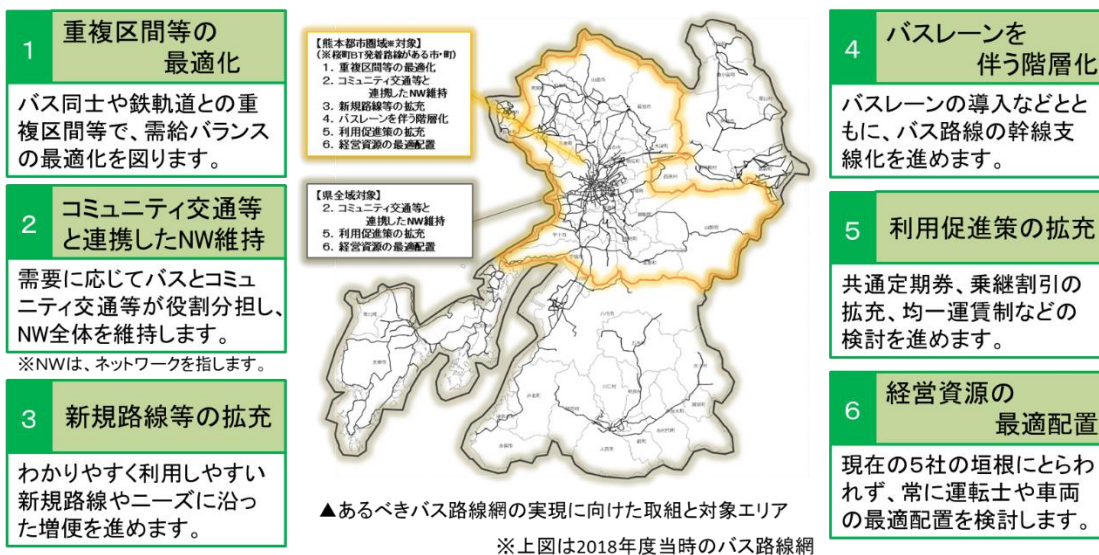 1
重複区間等の
最適化
バス同士や鉄軌道との重
複区間等で、需給バランス
の最適化を図ります。
2
コミュニティ交通等
と連携したNW維持
需要に応じてバスとコミュ
ニティ交通等が役割分担し、
NW全体を維持します。
※NWは、ネットワークを指します。
3
新規路線等の拡充
わかりやすく利用しやすい
新規路線やニーズに沿っ
た増便を進めます。
【熊本都市圏域※対象】
(※桜町BT発着路線がある市・町)
1. 重複区間等の最適化
2. コミュニティ交通等と
連携したNW維持
3. 新規路線等の拡充
4. バスレーンを伴う階層化
5. 利用促進策の拡充
6. 経営資源の最適配置
【県全域対象】
2. コミュニティ交通等と
連携したNW維持
5. 利用促進策の拡充
6. 経営資源の最適配置
▲あるべきバス路線網の実現に向けた取組と対象エリア
※上図は2018年度当時のバス路線網
4
バスレーンを
伴う階層化
バスレーンの導入などとと
もに、バス路線の幹線支
線化を進めます。
5
利用促進策の拡充
共通定期券、乗継割引の
拡充、均一運賃制などの
検討を進めます。
6
経営資源の
最適配置
現在の5社の垣根にとらわ
れず、常に運転士や車両
の最適配置を検討します。